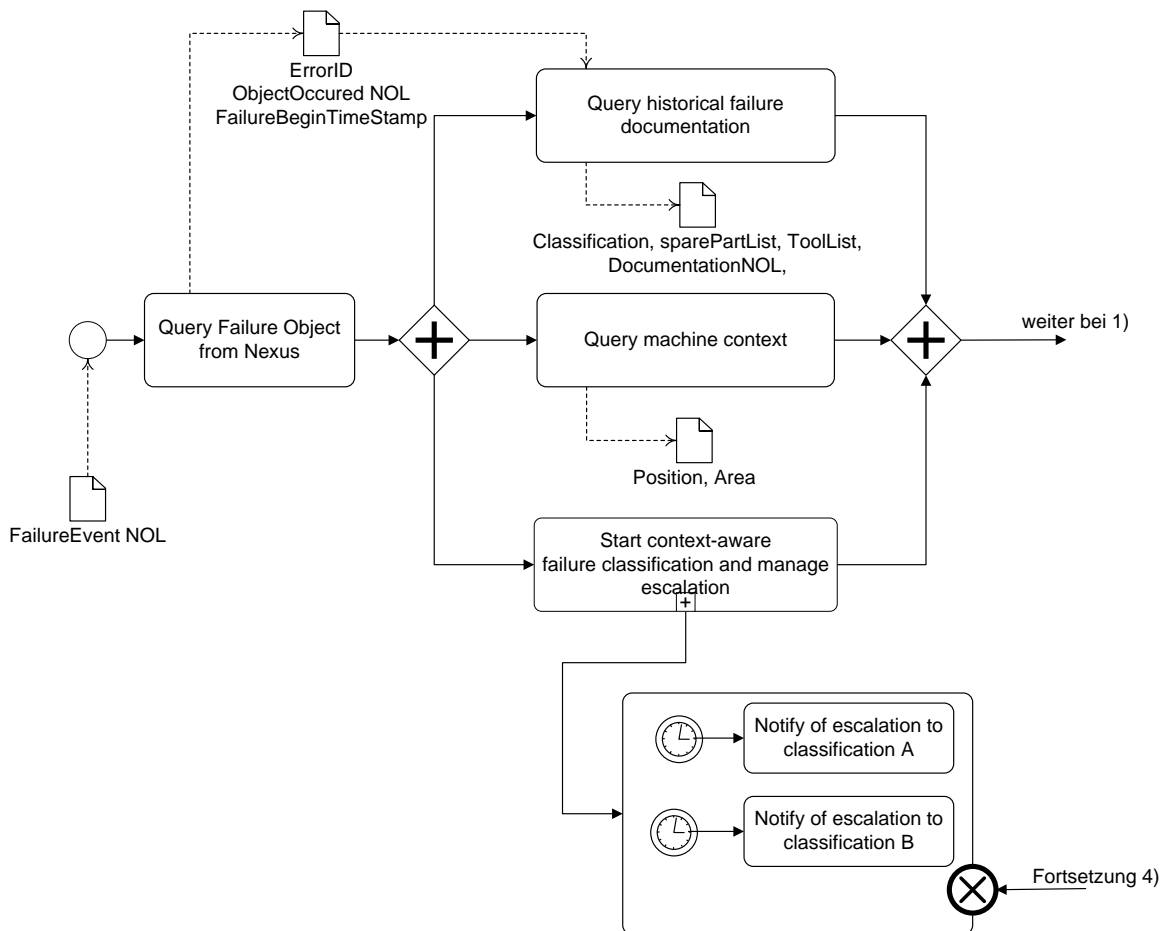 ErrorID
ObjectOccured NOL
FailureBeginTimeStamp
Query historical failure
documentation
Classification, sparePartList, ToolList,
DocumentationNOL,
Query Failure Object
from Nexus
Query machine context
weiter bei 1)
Position, Area
FailureEvent NOL
Start context-aware
failure classification and manage
escalation
Notify of escalation to
classification A
Notify of escalation to
classification B
Fortsetzung 4)